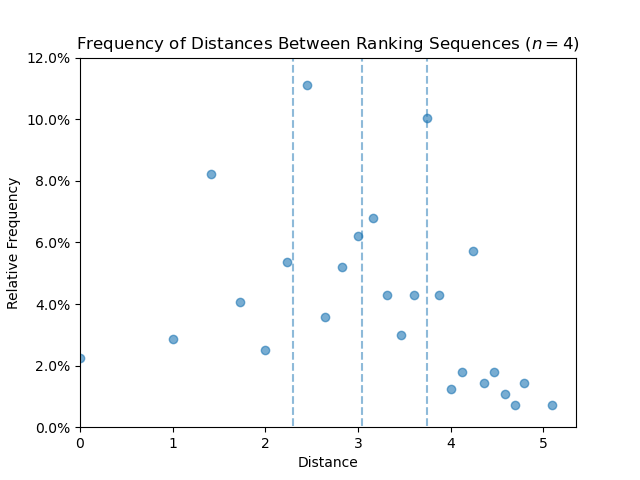 Frequency of Distances Between Ranking Sequences (n = 4)
12.0%
10.0%
8.0%
6.0%
4.0%
2.0%
0.0%
Relative Frequency
0 1 2 3 4 5
Distance